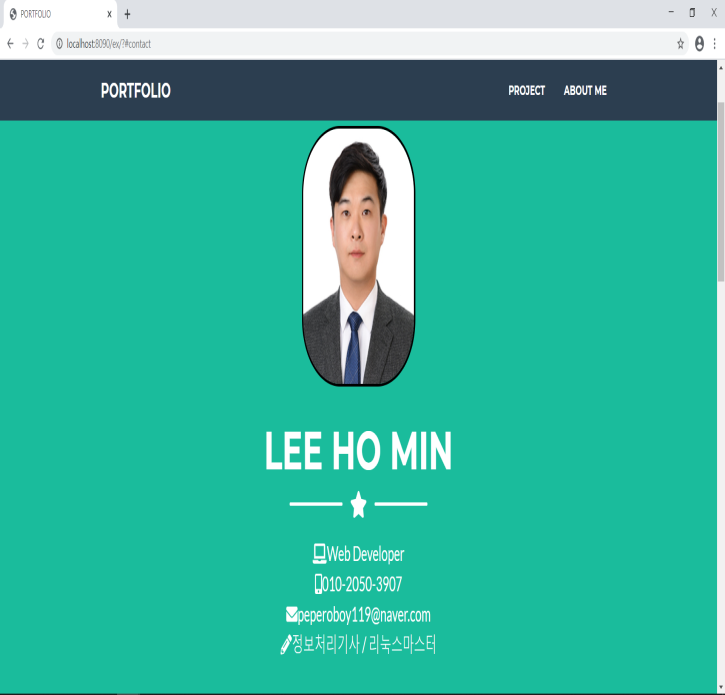 PORTFOLIO
localhost:8090/ex/?#contact
PORTFOLIO PROJECT ABOUT ME
LEE HO MIN
Web Developer
010-2050-3907
peperoboy119@naver.com
정보처리기사 / 리눅스마스터